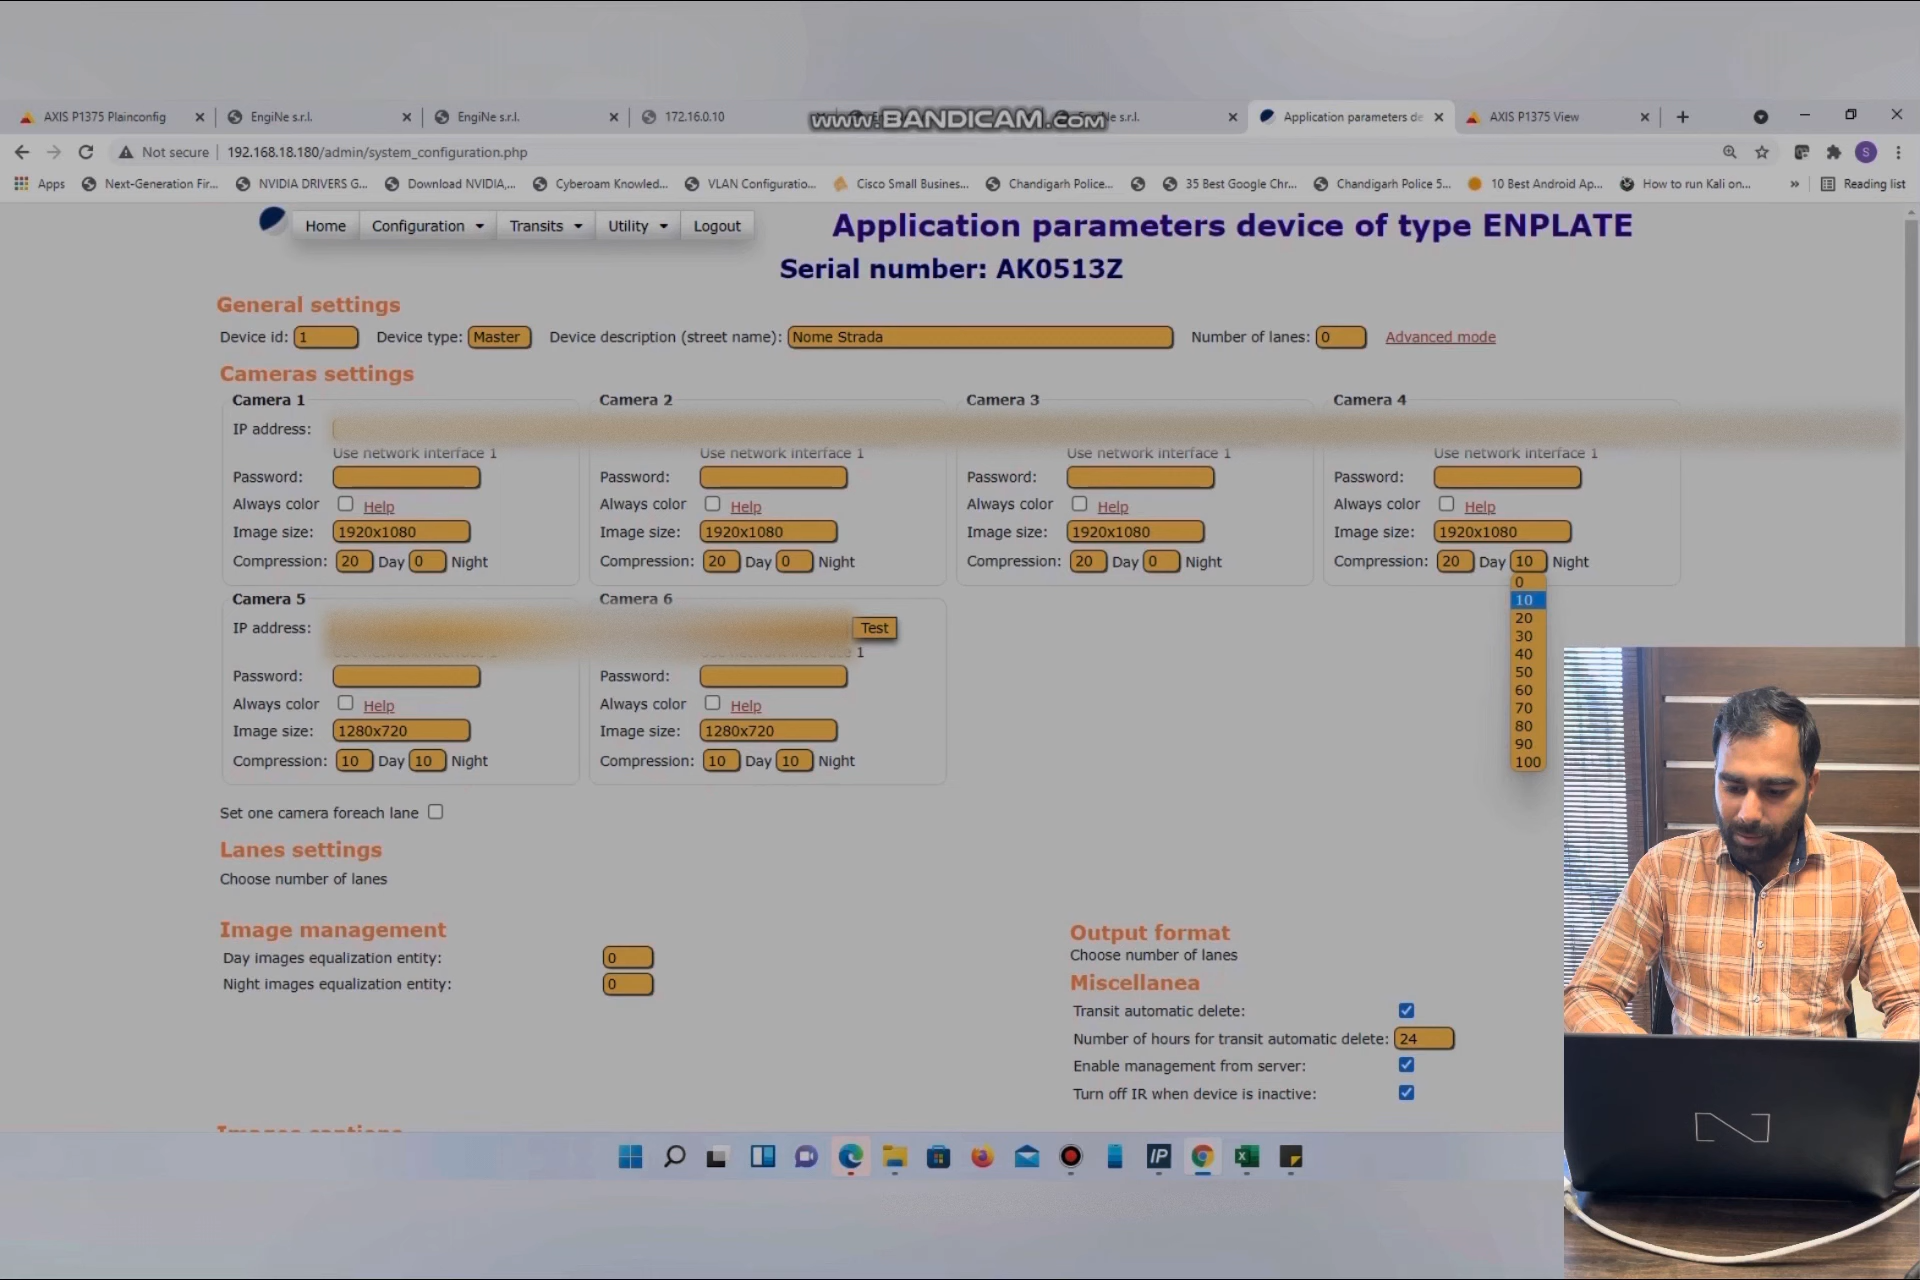 AXIS P1375 Plainconfig
EngiNe s.r.l.
EngiNe s.r.l.
172.16.0.10
www.BANDICAM.com
e s.r.l.
Application parameters de
AXIS P1375 View
Not secure
192.168.18.180/admin/system_configuration.php
S
Apps
Next-Generation Fir...
NVIDIA DRIVERS G...
Download NVIDIA,...
Cyberoam Knowled...
VLAN Configuratio...
Cisco Small Busines...
Chandigarh Police...
35 Best Google Chr...
Chandigarh Police 5...
10 Best Android Ap...
How to run Kali on...
»
Reading list
Home
Configuration
Transits
Utility
Logout
Application parameters device of type ENPLATE
Serial number: AK0513Z
General settings
Device id: 1 Device type: Master Device description (street name): Nome Strada Number of lanes: 0 Advanced mode
Cameras settings
Camera 1 Camera 2 Camera 3 Camera 4
IP address:
Use network interface 1 Use network interface 1 Use network interface 1 Use network interface 1
Password: Password: Password: Password:
Always color Help Always color Help Always color Help Always color Help
Image size: 1920x1080 Image size: 1920x1080 Image size: 1920x1080 Image size: 1920x1080
Compression: 20 Day 0 Night Compression: 20 Day 0 Night Compression: 20 Day 0 Night Compression: 20 Day 10 Night
0
10
20
30
40
50
60
70
80
90
100
Camera 5 Camera 6
IP address: Test
1
Password: Password:
Always color Help Always color Help
Image size: 1280x720 Image size: 1280x720
Compression: 10 Day 10 Night Compression: 10 Day 10 Night
Set one camera foreach lane
Lanes settings
Choose number of lanes
Image management
Day images equalization entity: 0
Night images equalization entity: 0
Output format
Choose number of lanes
Miscellanea
Transit automatic delete:
Number of hours for transit automatic delete: 24
Enable management from server:
Turn off IR when device is inactive:
IP